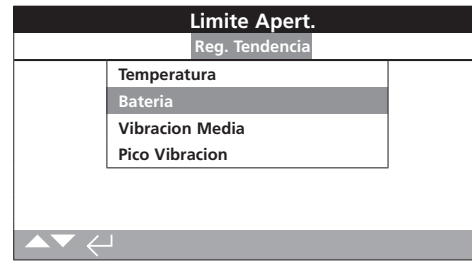 Limite Apert.
Reg. Tendencia
Temperatura
Bateria
Vibracion Media
Pico Vibracion